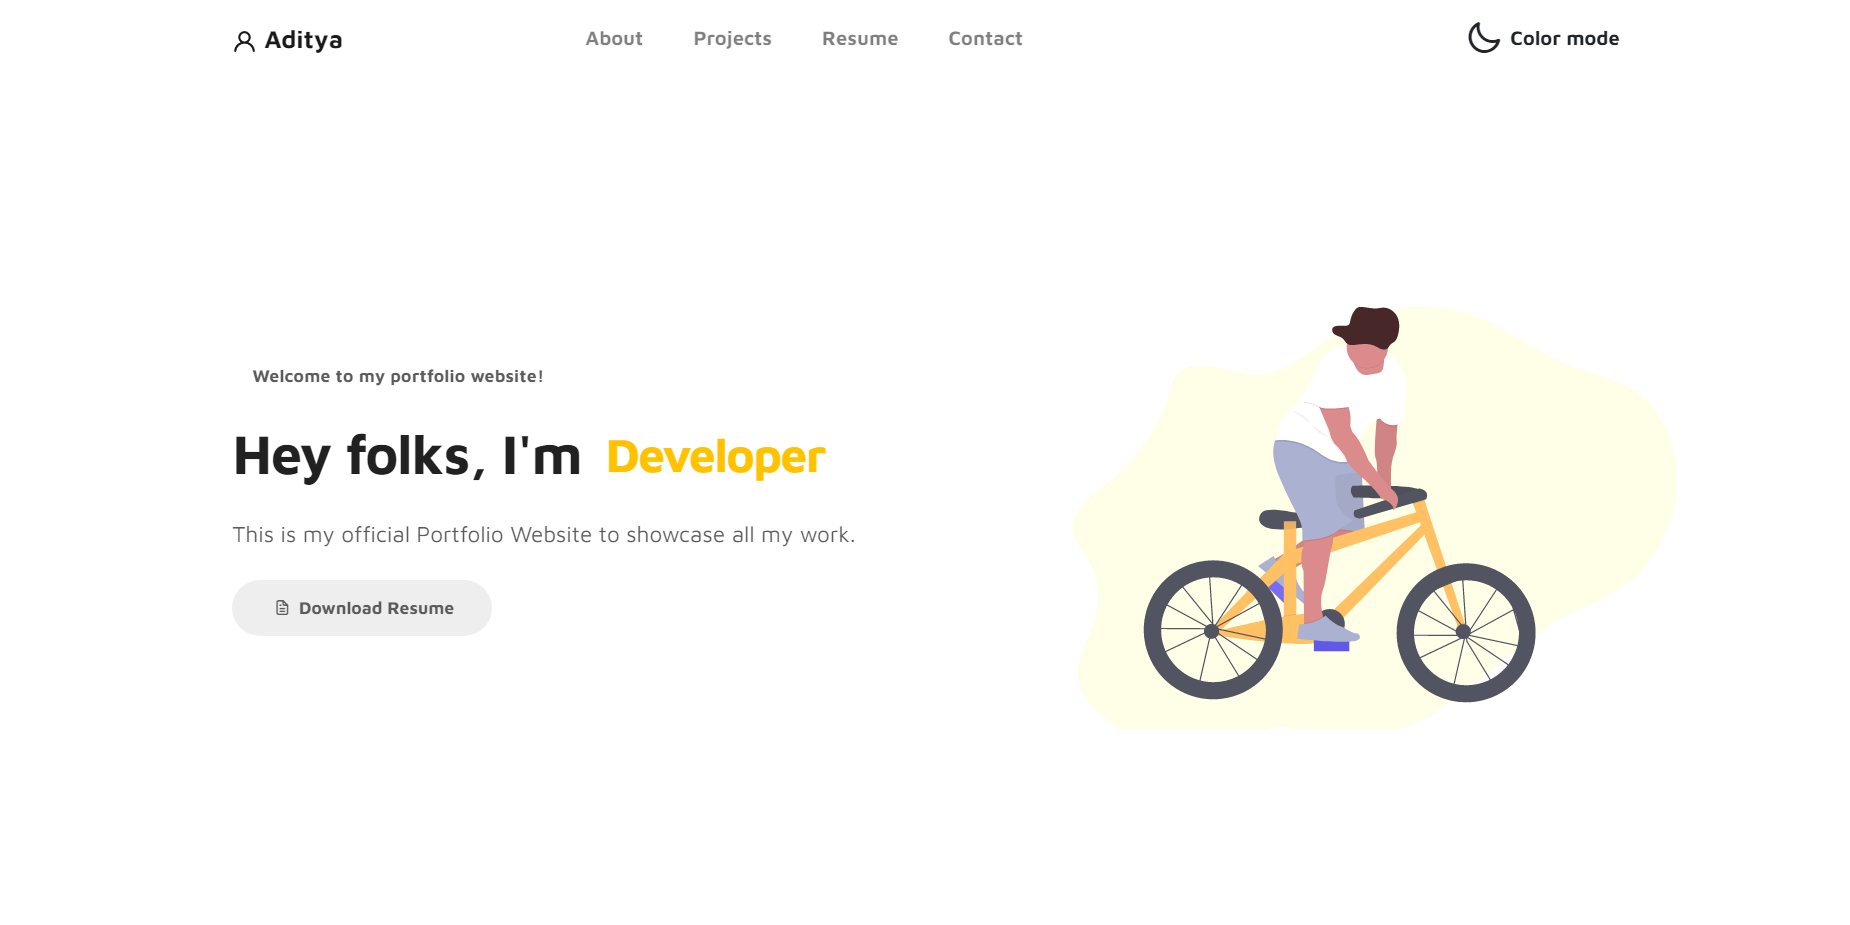 Aditya
About Projects Resume Contact
Color mode
Welcome to my portfolio website!
Hey folks, I'm Developer
This is my official Portfolio Website to showcase all my work.
Download Resume